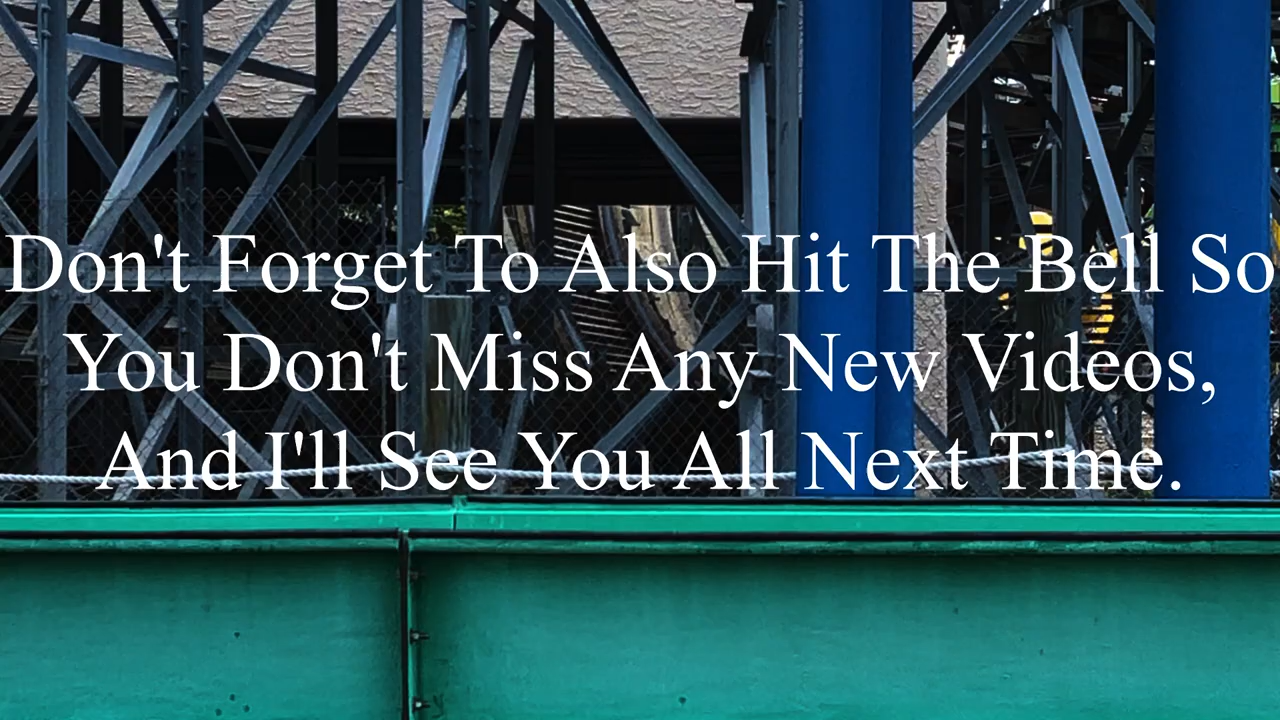 Don't Forget To Also Hit The Bell So
You Don't Miss Any New Videos,
And I'll See You All Next Time.